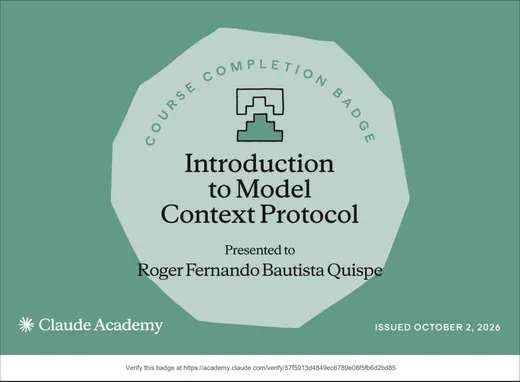 COURSE COMPLETION BADGE
Introduction
to Model
Context Protocol
Presented to
Roger Fernando Bautista Quispe
Claude Academy
ISSUED OCTOBER 2, 2026
Verify this badge at https://academy.claude.com/verify/57f5913d4849ec6789e08f5fb6d2bd85